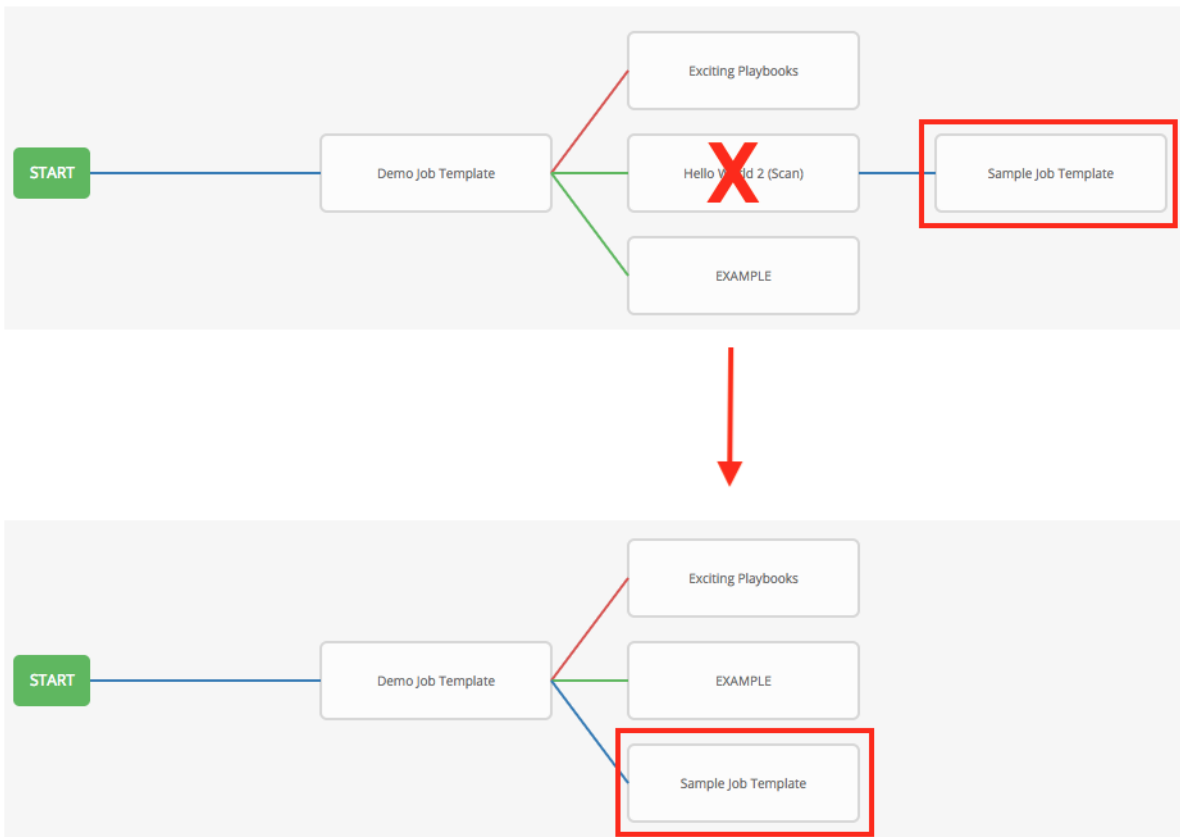 Exciting Playbooks
START
Demo Job Template
Hello W ld 2 (Scan)
Sample Job Template
EXAMPLE
Exciting Playbooks
START
Demo Job Template
EXAMPLE
Sample Job Template